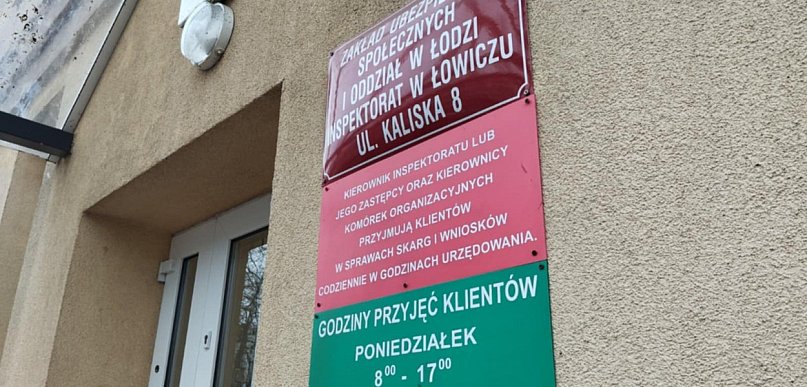 ZAKŁAD
SPOŁECZNYCH
I ODDZIAŁ W ŁODZI
INSPEKTORAT W ŁOWICZU
UL. KALISKA 8
KIEROWNIK INSPEKTORATU LUB
JEGO ZASTĘPCY ORAZ KIEROWNICY
KOMÓREK ORGANIZACYJNYCH
PRZYJMUJĄ KLIENTÓW
W SPRAWACH SKARG I WNIOSKÓW
CODZIENNIE W GODZINACH URZĘDOWANIA.
GODZINY PRZYJĘĆ KLIENTÓW
PONIEDZIAŁEK
8⁰⁰ - 17⁰⁰